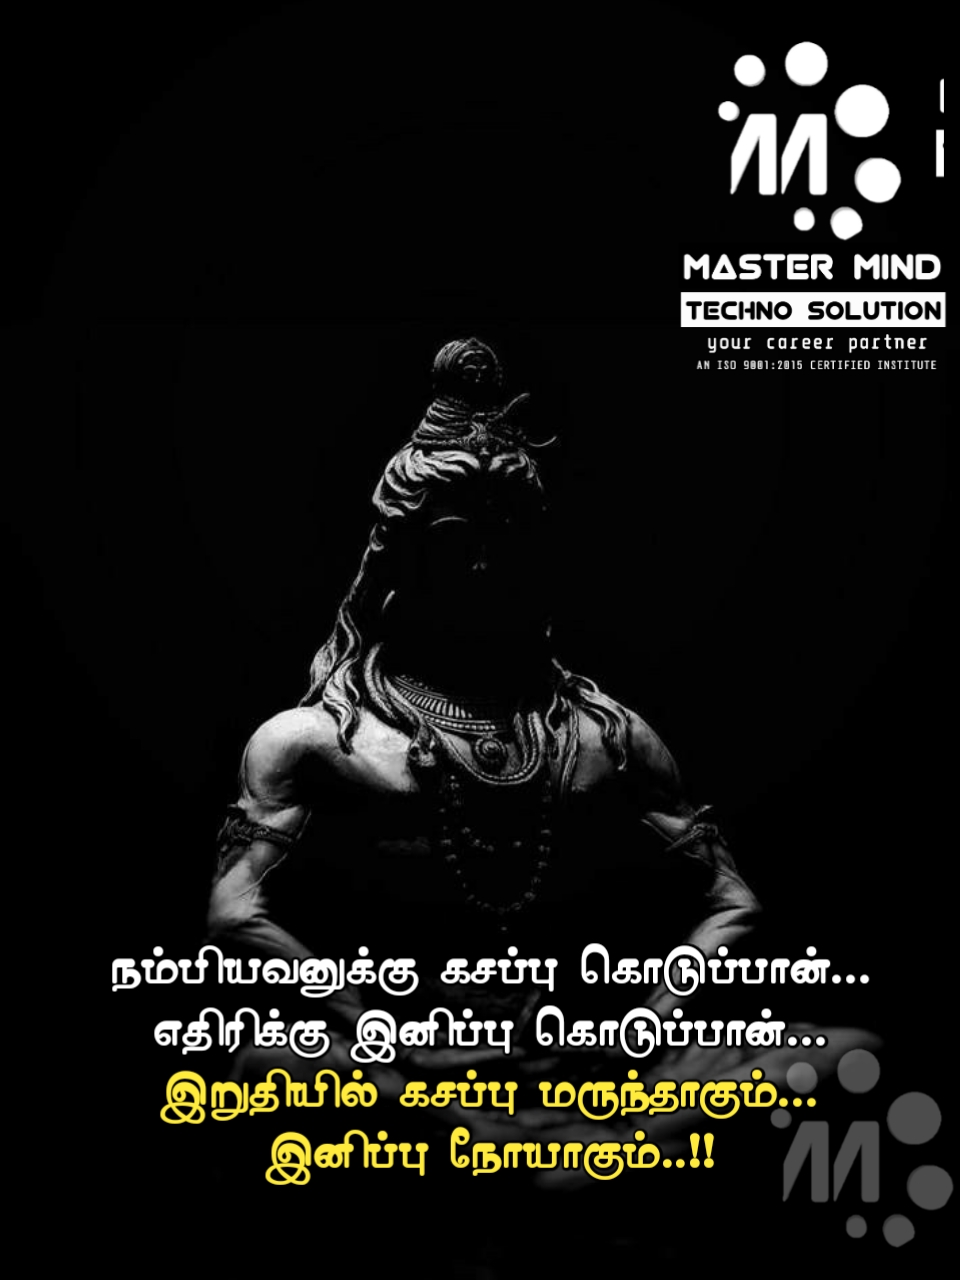 M
MASTER MIND
TECHNO SOLUTION
your career partner
AN ISO 9001:2015 CERTIFIED INSTITUTE
நம்பியவனுக்கு கசப்பு கொடுப்பான்...
எதிரிக்கு இனிப்பு கொடுப்பான்...
இறுதியில் கசப்பு மருந்தாகும்...
இனிப்பு நோயாகும்..!!
M